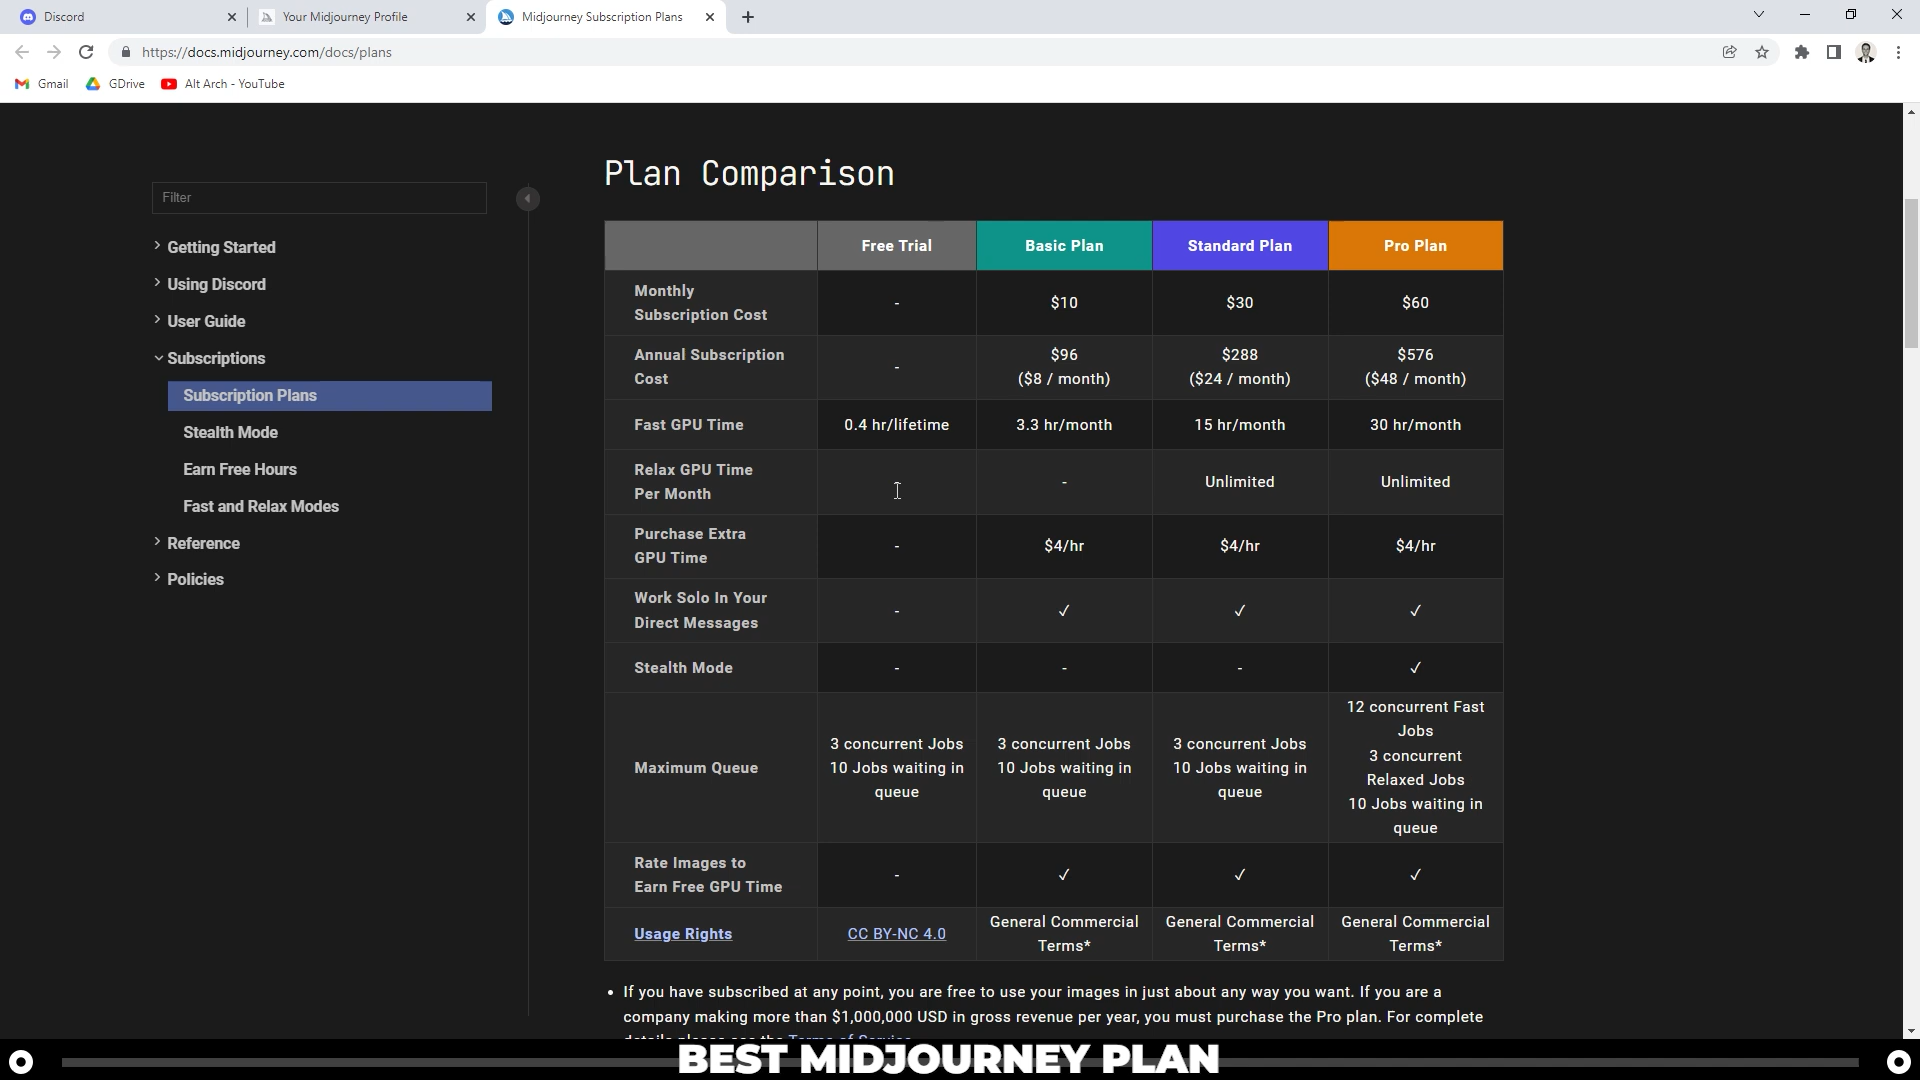 Discord
Your Midjourney Profile
Midjourney Subscription Plans
https://docs.midjourney.com/docs/plans
Gmail
GDrive
Alt Arch - YouTube
Filter
Getting Started
Using Discord
User Guide
Subscriptions
Subscription Plans
Stealth Mode
Earn Free Hours
Fast and Relax Modes
Reference
Policies
Plan Comparison
Free Trial Basic Plan Standard Plan Pro Plan
Monthly
Subscription Cost
- $10 $30 $60
Annual Subscription
Cost
-
$96
($8 / month)
$288
($24 / month)
$576
($48 / month)
Fast GPU Time 0.4 hr/lifetime 3.3 hr/month 15 hr/month 30 hr/month
Relax GPU Time
Per Month
- Unlimited Unlimited
Purchase Extra
GPU Time
- $4/hr $4/hr $4/hr
Work Solo In Your
Direct Messages
- ✓ ✓ ✓
Stealth Mode - - - ✓
Maximum Queue
3 concurrent Jobs
10 Jobs waiting in
queue
3 concurrent Jobs
10 Jobs waiting in
queue
3 concurrent Jobs
10 Jobs waiting in
queue
12 concurrent Fast
Jobs
3 concurrent
Relaxed Jobs
10 Jobs waiting in
queue
Rate Images to
Earn Free GPU Time
- ✓ ✓ ✓
Usage Rights
CC BY-NC 4.0
General Commercial
Terms*
General Commercial
Terms*
General Commercial
Terms*
• If you have subscribed at any point, you are free to use your images in just about any way you want. If you are a
company making more than $1,000,000 USD in gross revenue per year, you must purchase the Pro plan. For complete
details please see the Terms of Service
BEST MIDJOURNEY PLAN